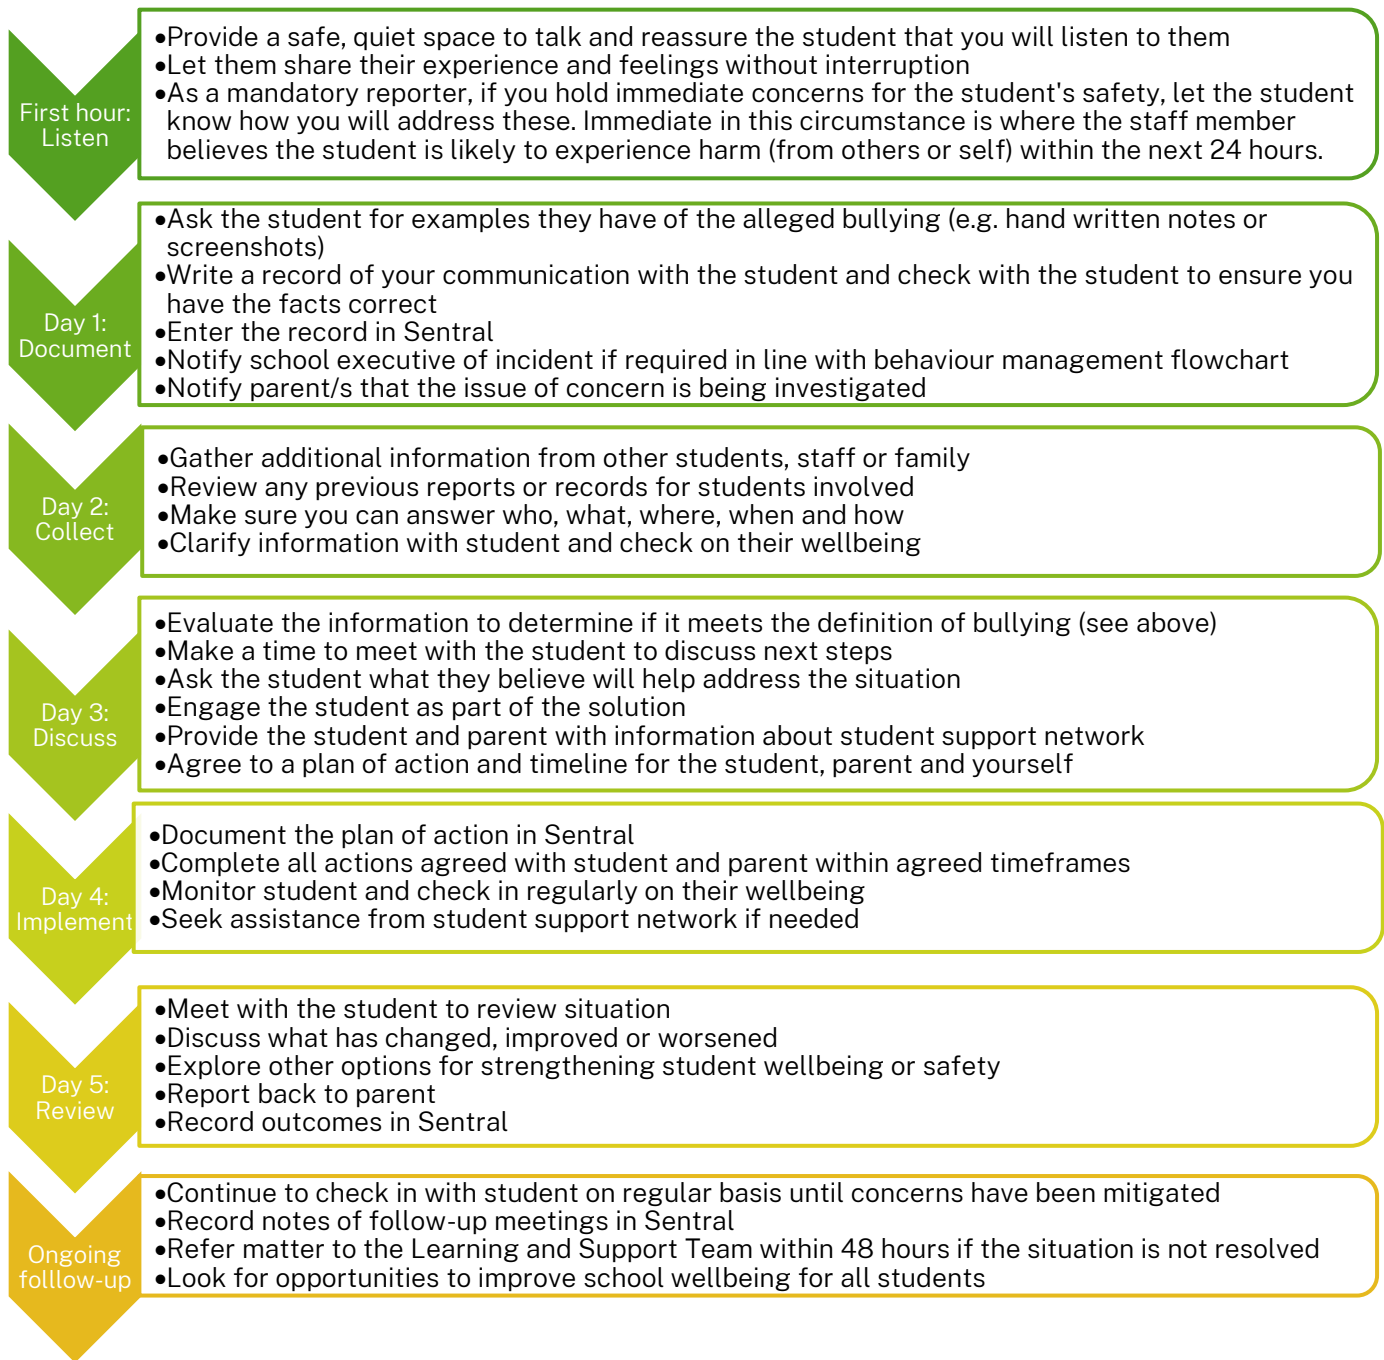 First hour:
Listen
•Provide a safe, quiet space to talk and reassure the student that you will listen to them
•Let them share their experience and feelings without interruption
•As a mandatory reporter, if you hold immediate concerns for the student's safety, let the student
know how you will address these. Immediate in this circumstance is where the staff member
believes the student is likely to experience harm (from others or self) within the next 24 hours.
Day 1:
Document
•Ask the student for examples they have of the alleged bullying (e.g. hand written notes or
screenshots)
•Write a record of your communication with the student and check with the student to ensure you
have the facts correct
•Enter the record in Sentral
•Notify school executive of incident if required in line with behaviour management flowchart
•Notify parent/s that the issue of concern is being investigated
Day 2:
Collect
•Gather additional information from other students, staff or family
•Review any previous reports or records for students involved
•Make sure you can answer who, what, where, when and how
•Clarify information with student and check on their wellbeing
Day 3:
Discuss
•Evaluate the information to determine if it meets the definition of bullying (see above)
•Make a time to meet with the student to discuss next steps
•Ask the student what they believe will help address the situation
•Engage the student as part of the solution
•Provide the student and parent with information about student support network
•Agree to a plan of action and timeline for the student, parent and yourself
Day 4:
Implement
•Document the plan of action in Sentral
•Complete all actions agreed with student and parent within agreed timeframes
•Monitor student and check in regularly on their wellbeing
•Seek assistance from student support network if needed
Day 5:
Review
•Meet with the student to review situation
•Discuss what has changed, improved or worsened
•Explore other options for strengthening student wellbeing or safety
•Report back to parent
•Record outcomes in Sentral
Ongoing
folllow-up
•Continue to check in with student on regular basis until concerns have been mitigated
•Record notes of follow-up meetings in Sentral
•Refer matter to the Learning and Support Team within 48 hours if the situation is not resolved
•Look for opportunities to improve school wellbeing for all students